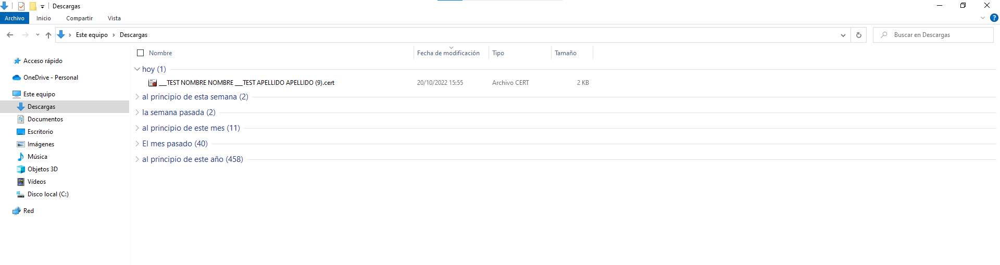 Descargas
Archivo Inicio Compartir Vista ?
Este equipo Descargas Buscar en Descargas
Nombre Fecha de modificación Tipo Tamaño
Acceso rápido
OneDrive - Personal
Este equipo
Descargas
Documentos
Escritorio
Imágenes
Música
Objetos 3D
Vídeos
Disco local (C:)
Red
hoy (1)
___TEST NOMBRE NOMBRE ___TEST APELLIDO APELLIDO (9).cert 20/10/2022 15:55 Archivo CERT 2 KB
al principio de esta semana (2)
la semana pasada (2)
al principio de este mes (11)
El mes pasado (40)
al principio de este año (458)